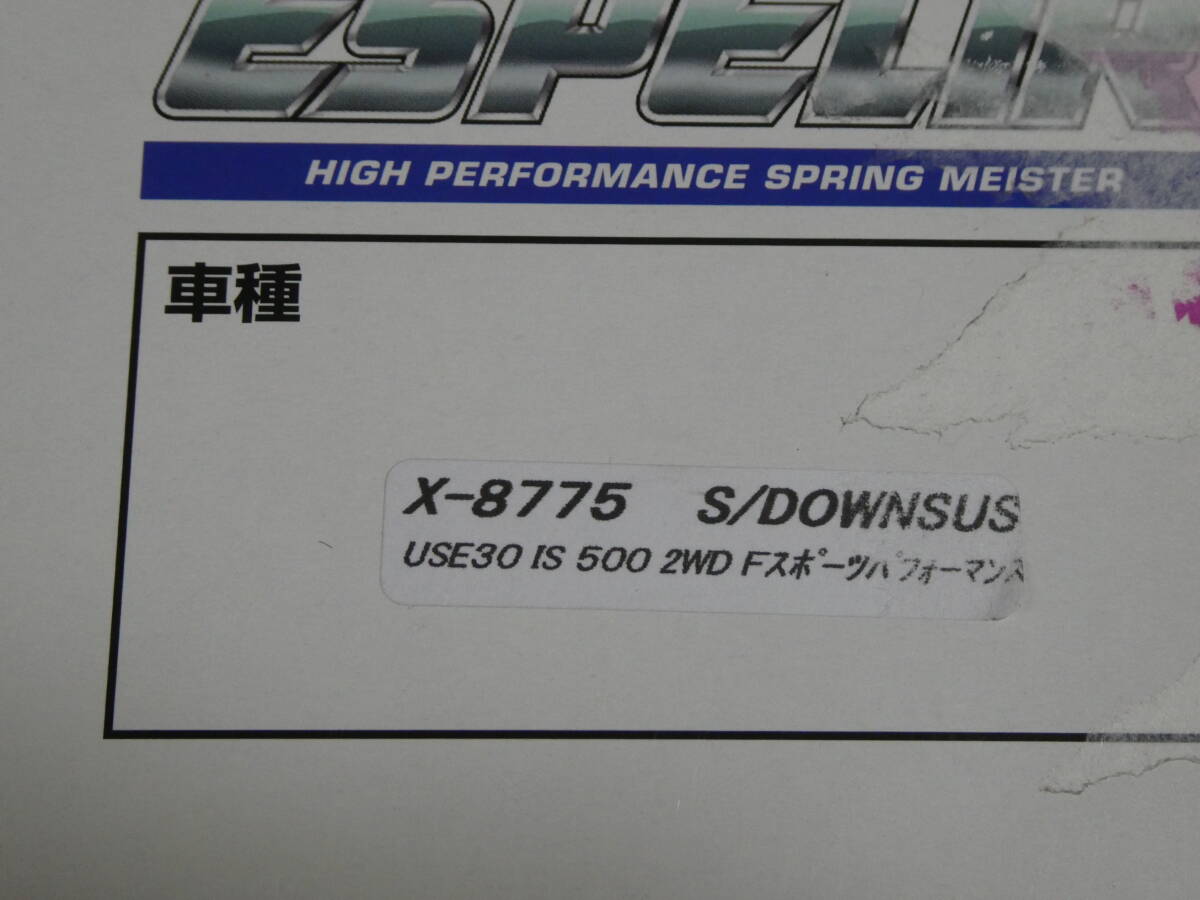 ESPELIR
HIGH PERFORMANCE SPRING MEISTER
車種
X-8775 S/DOWNSUS
USE30 IS 500 2WD Fスポーツパフォーマンス